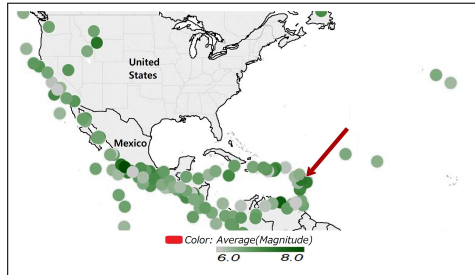 United
States
Mexico
Color: Average(Magnitude)
6.0 8.0